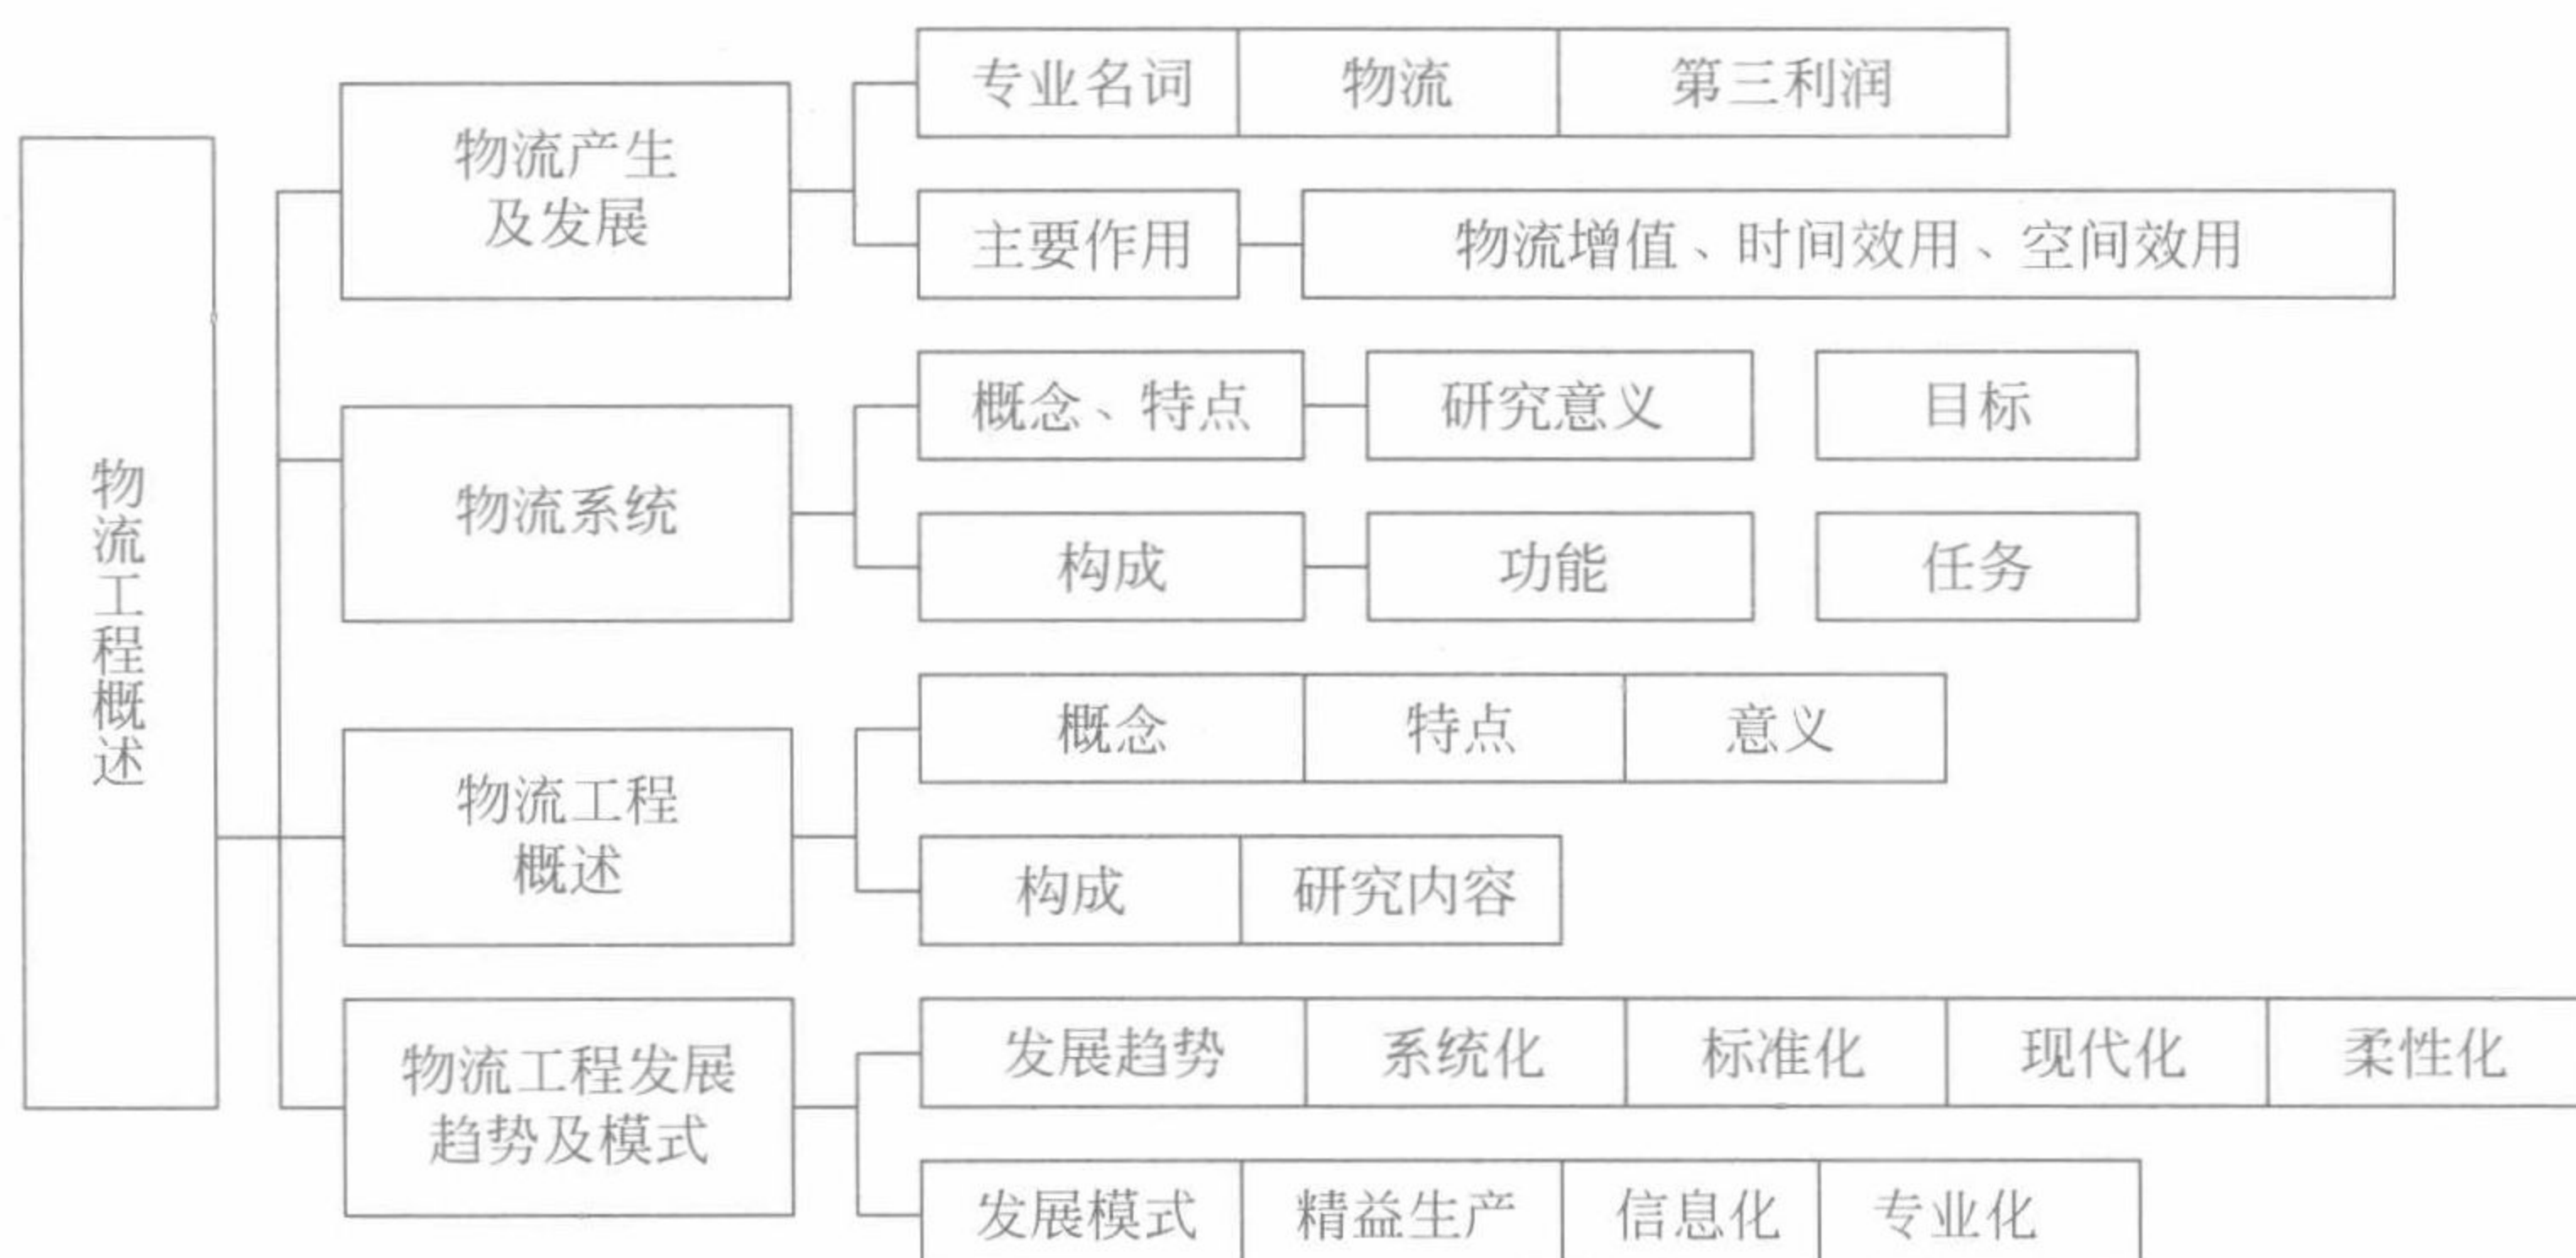 物流工程概述
物流产生
及发展
专业名词 物流 第三利润
主要作用 物流增值、时间效用、空间效用
物流系统
概念、特点 研究意义 目标
构成 功能 任务
物流工程
概述
概念 特点 意义
构成 研究内容
物流工程发展
趋势及模式
发展趋势 系统化 标准化 现代化 柔性化
发展模式 精益生产 信息化 专业化